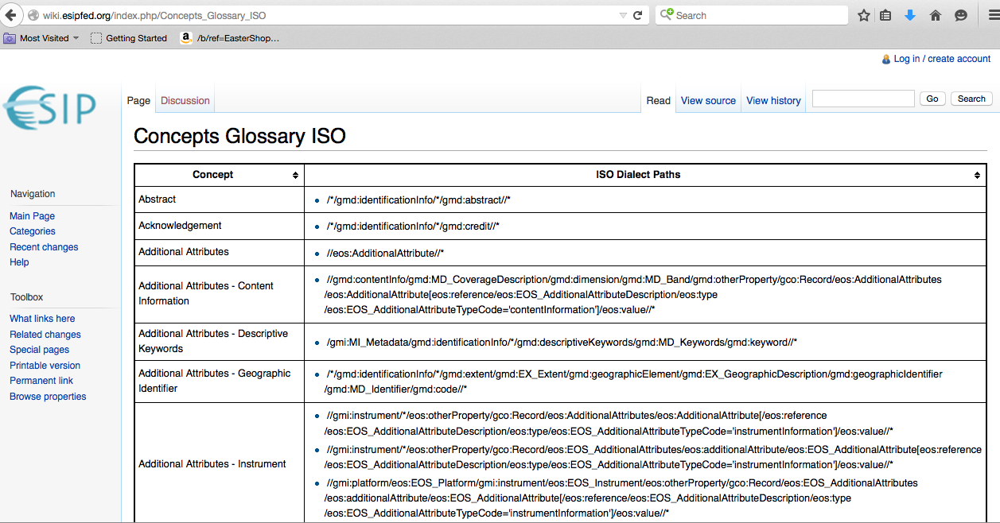 wiki.esipfed.org/index.php/Concepts_Glossary_ISO
Search
Most Visited
Getting Started
a
/b/ref=EasterShop...
Log in / create account
ESIP
Page
Discussion
Read
View source
View history
Go
Search
Concepts Glossary ISO
Navigation
Main Page
Categories
Recent changes
Help
Toolbox
What links here
Related changes
Special pages
Printable version
Permanent link
Browse properties
Concept
ISO Dialect Paths
Abstract
• /*/gmd:identificationInfo/*/gmd:abstract//*
Acknowledgement
• /*/gmd:identificationInfo/*/gmd:credit//*
Additional Attributes
• //eos:AdditionalAttribute//*
Additional Attributes - Content
Information
• //gmd:contentInfo/gmd:MD_CoverageDescription/gmd:dimension/gmd:MD_Band/gmd:otherProperty/gco:Record/eos:AdditionalAttributes
/eos:AdditionalAttribute[eos:reference/eos:EOS_AdditionalAttributeDescription/eos:type
/eos:EOS_AdditionalAttributeTypeCode='contentInformation']/eos:value//*
Additional Attributes - Descriptive
Keywords
• /gmi:MI_Metadata/gmd:identificationInfo/*/gmd:descriptiveKeywords/gmd:MD_Keywords/gmd:keyword//*
Additional Attributes - Geographic
Identifier
• /*/gmd:identificationInfo/*/gmd:extent/gmd:EX_Extent/gmd:geographicElement/gmd:EX_GeographicDescription/gmd:geographicIdentifier
/gmd:MD_Identifier/gmd:code//*
Additional Attributes - Instrument
• //gmi:instrument/*/eos:otherProperty/gco:Record/eos:AdditionalAttributes/eos:AdditionalAttribute[/eos:reference
/eos:EOS_AdditionalAttributeDescription/eos:type/eos:EOS_AdditionalAttributeTypeCode='instrumentInformation']/eos:value//*
• //gmi:instrument/*/eos:otherProperty/gco:Record/eos:EOS_AdditionalAttributes/eos:additionalAttribute/eos:EOS_AdditionalAttribute[eos:reference
/eos:EOS_AdditionalAttributeDescription/eos:type/eos:EOS_AdditionalAttributeTypeCode='instrumentInformation']/eos:value//*
• //gmi:platform/eos:EOS_Platform/gmi:instrument/eos:EOS_Instrument/eos:otherProperty/gco:Record/eos:EOS_AdditionalAttributes
/eos:additionalAttribute/eos:EOS_AdditionalAttribute[/eos:reference/eos:EOS_AdditionalAttributeDescription/eos:type
/eos:EOS_AdditionalAttributeTypeCode='instrumentInformation']/eos:value//*